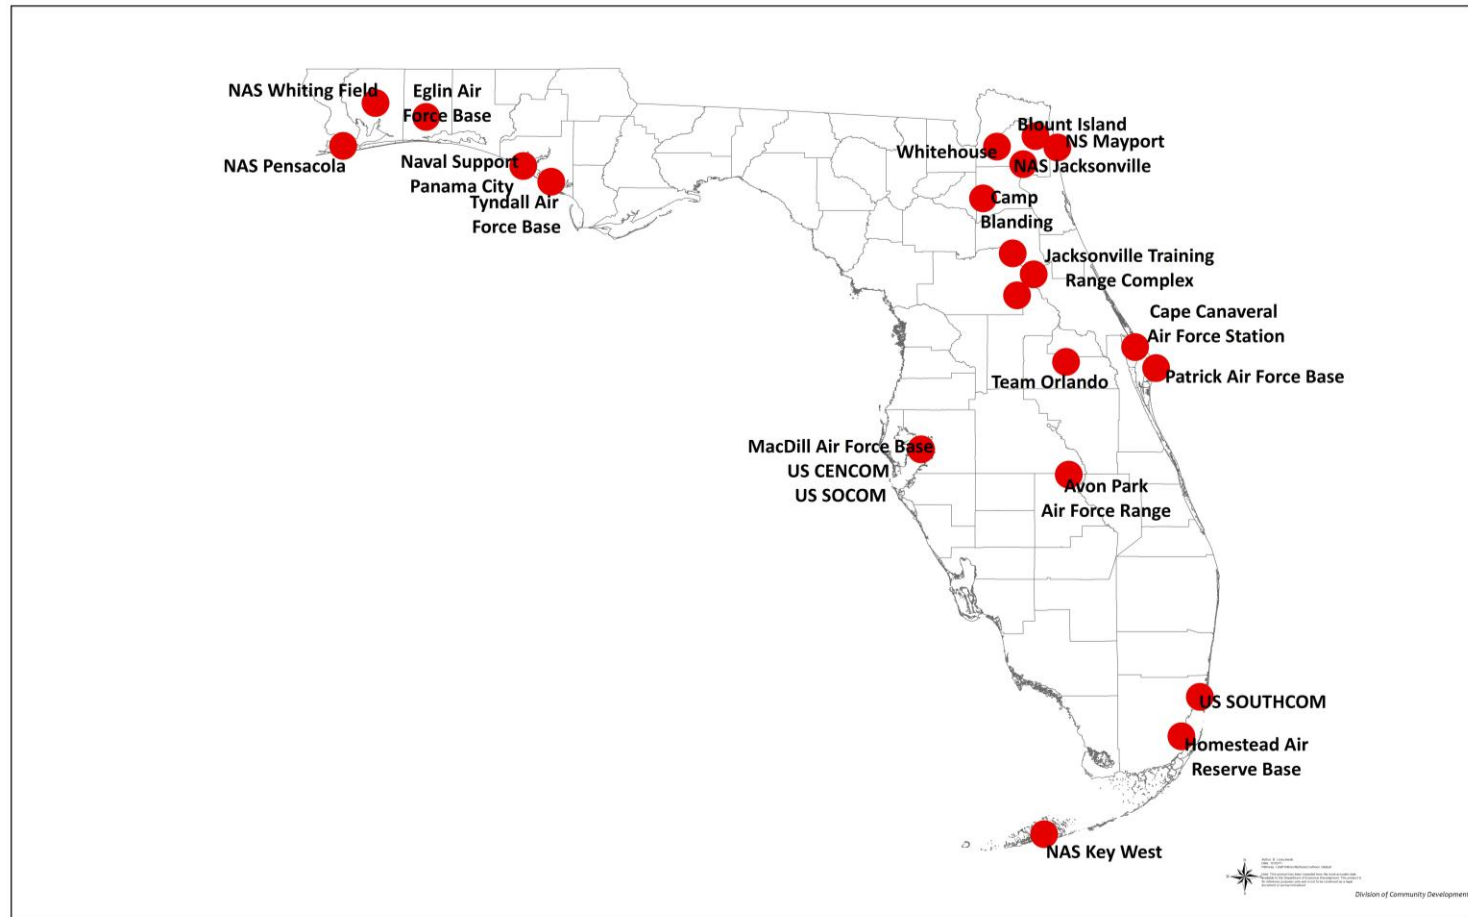 NAS Whiting Field
Eglin Air
Force Base
NAS Pensacola
Naval Support
Panama City
Tyndall Air
Force Base
Blount Island
NS Mayport
Whitehouse
NAS Jacksonville
Camp
Blanding
Jacksonville Training
Range Complex
Cape Canaveral
Air Force Station
Patrick Air Force Base
Team Orlando
MacDill Air Force Base
US CENCOM
US SOCOM
Avon Park
Air Force Range
US SOUTHCOM
Homestead Air
Reserve Base
NAS Key West
Division of Community Development